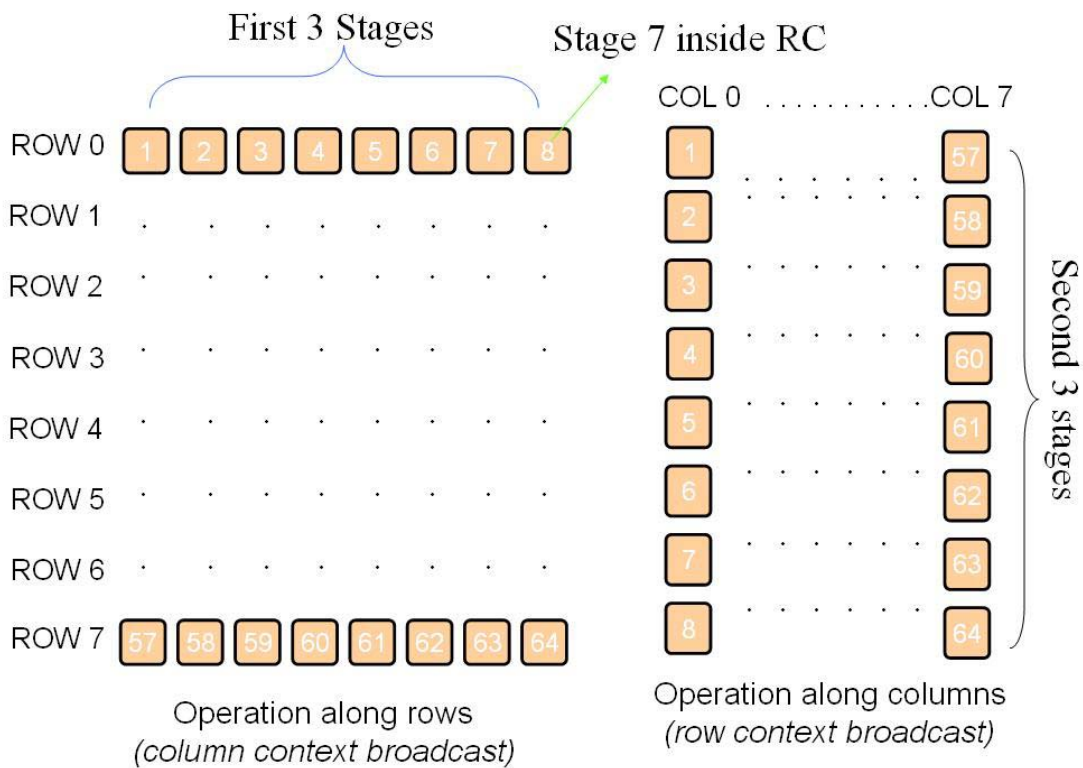 First 3 Stages
Stage 7 inside RC
ROW 0 1 2 3 4 5 6 7 8
ROW 1
ROW 2
ROW 3
ROW 4
ROW 5
ROW 6
ROW 7 57 58 59 60 61 62 63 64
Operation along rows
(column context broadcast)
COL 0 . . . . . . . . . . . COL 7
1 57
2 58
3 59
4 60
5 61
6 62
7 63
8 64
Second 3 stages
Operation along columns
(row context broadcast)